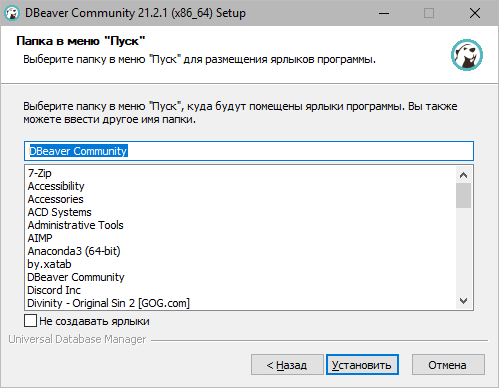 DBeaver Community 21.2.1 (x86_64) Setup
Папка в меню "Пуск"
Выберите папку в меню "Пуск" для размещения ярлыков программы.
Выберите папку в меню "Пуск", куда будут помещены ярлыки программы. Вы также
можете ввести другое имя папки.
DBeaver Community
7-Zip
Accessibility
Accessories
ACD Systems
Administrative Tools
AIMP
Anaconda3 (64-bit)
by.xatab
DBeaver Community
Discord Inc
Divinity - Original Sin 2 [GOG.com]
Не создавать ярлыки
Universal Database Manager
< Назад
Установить
Отмена